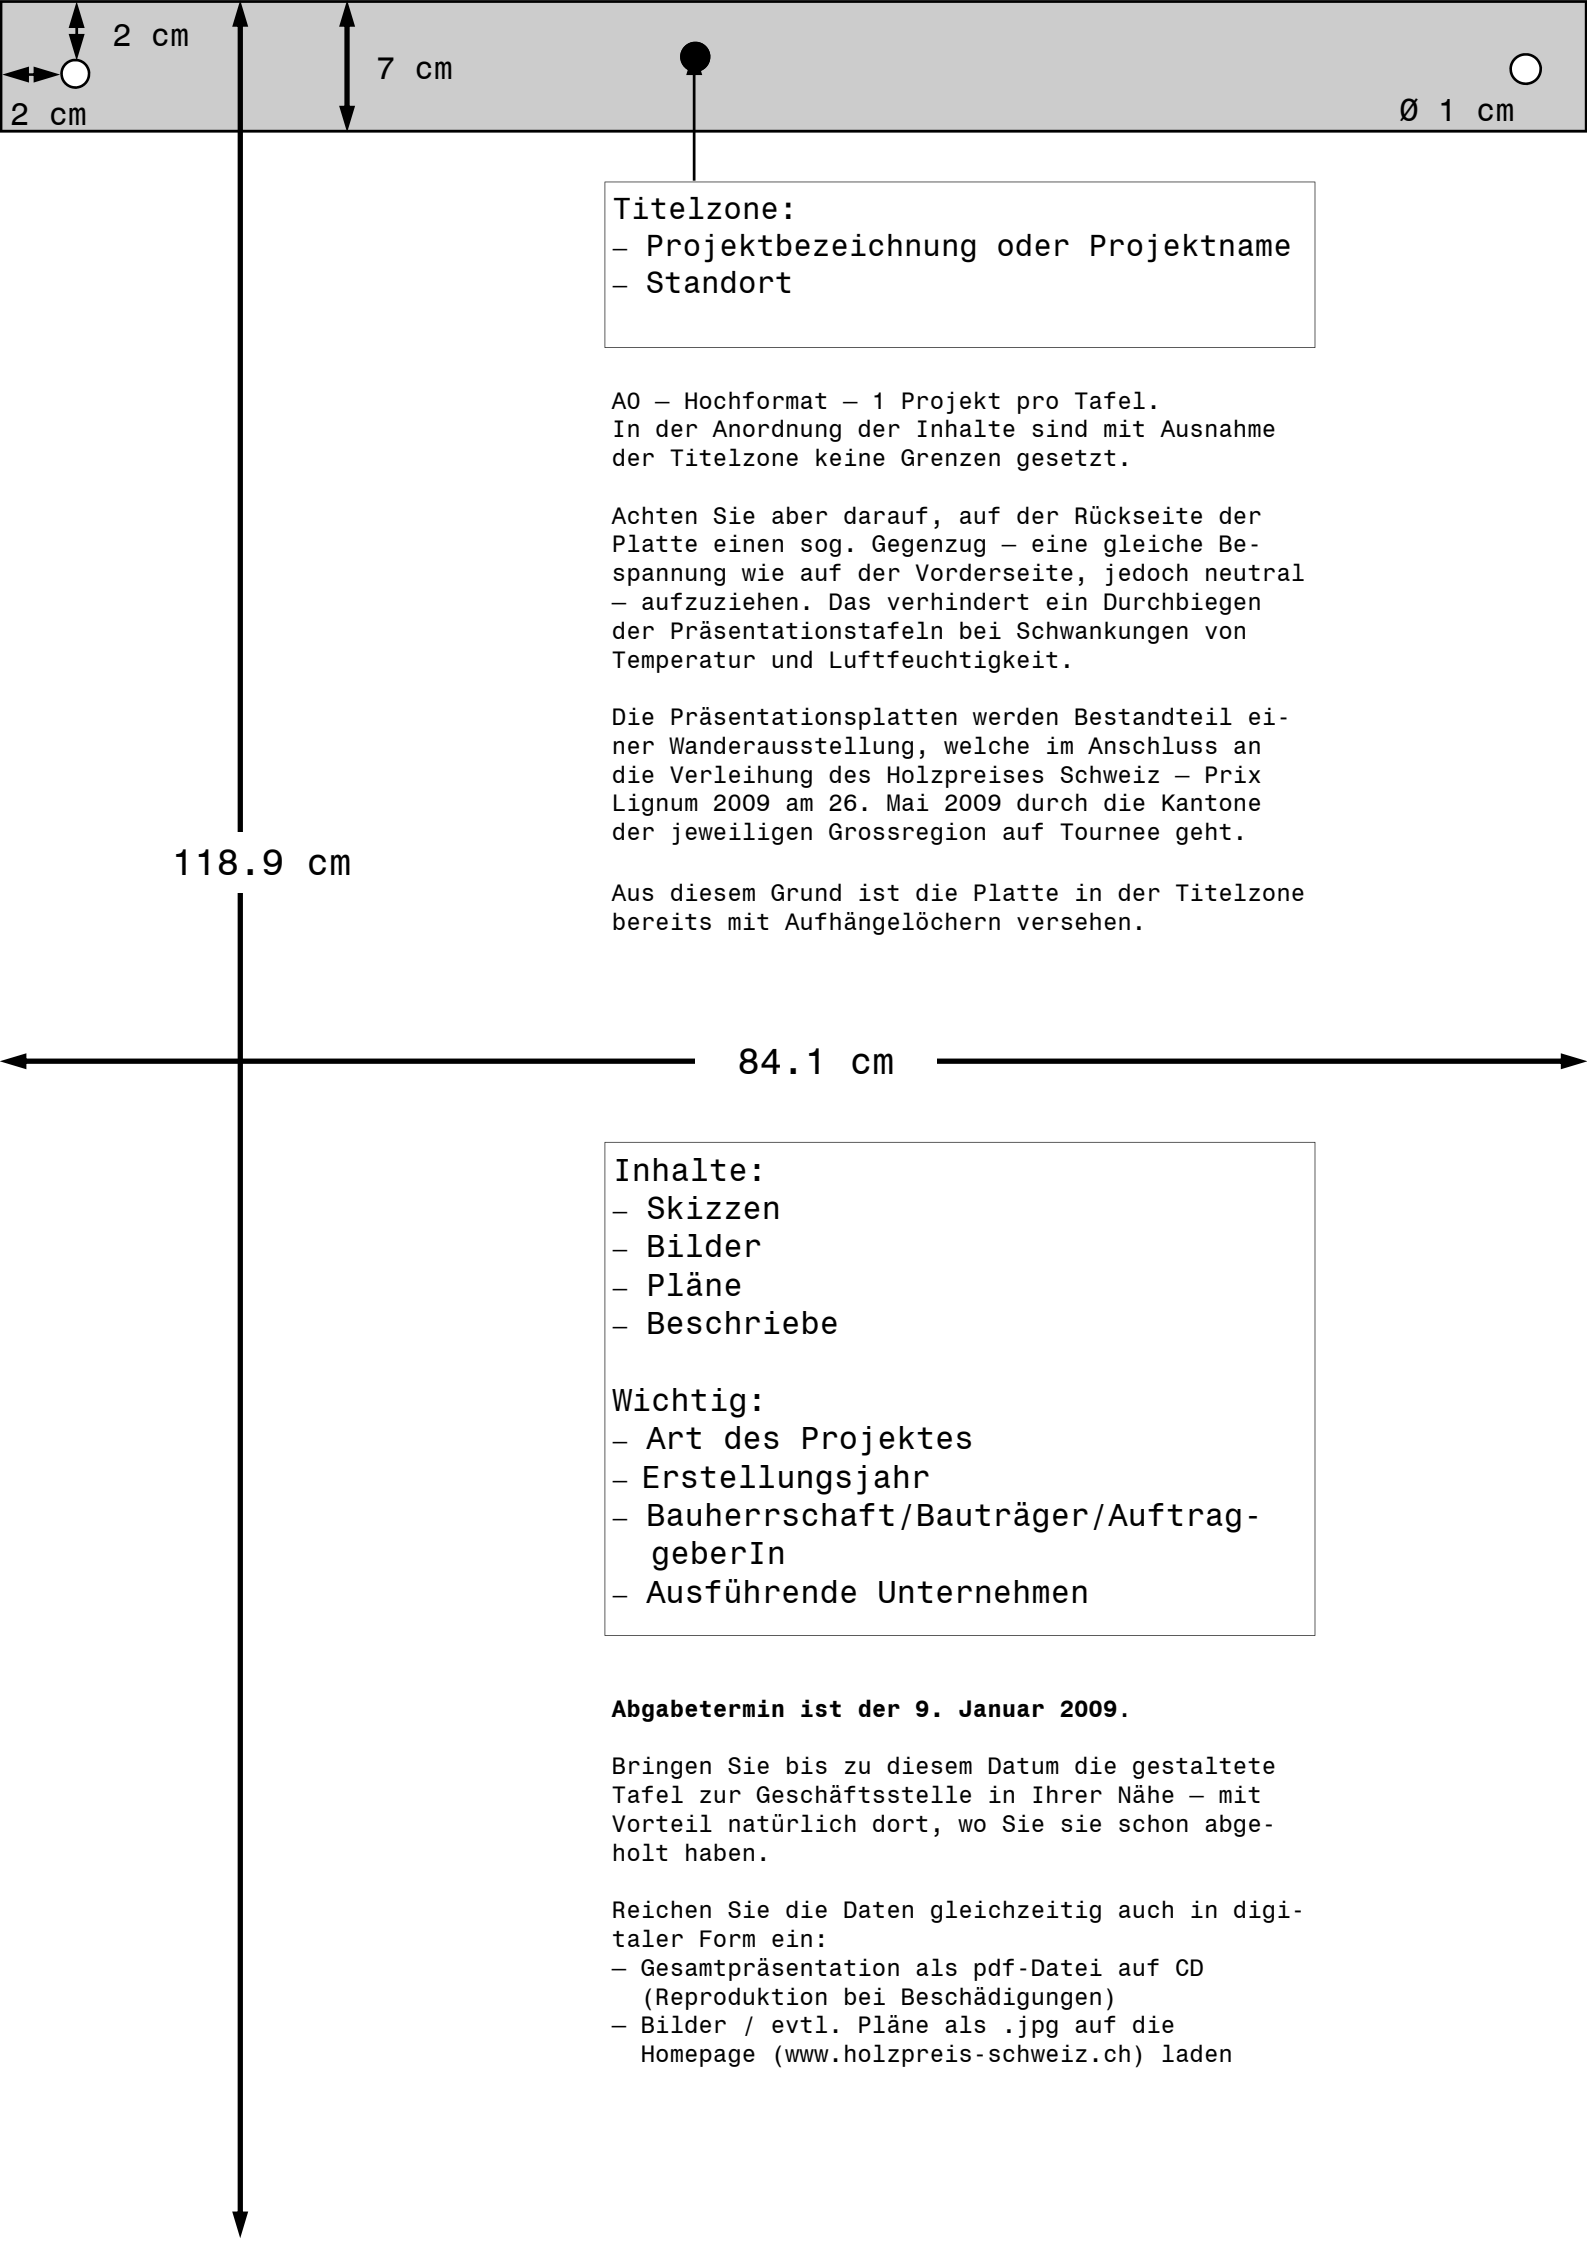 2 cm
7 cm
2 cm
Ø 1 cm
Titelzone:
– Projektbezeichnung oder Projektname
– Standort
A0 – Hochformat – 1 Projekt pro Tafel.
In der Anordnung der Inhalte sind mit Ausnahme
der Titelzone keine Grenzen gesetzt.
Achten Sie aber darauf, auf der Rückseite der
Platte einen sog. Gegenzug – eine gleiche Be-
spannung wie auf der Vorderseite, jedoch neutral
– aufzuziehen. Das verhindert ein Durchbiegen
der Präsentationstafeln bei Schwankungen von
Temperatur und Luftfeuchtigkeit.
Die Präsentationsplatten werden Bestandteil ei-
ner Wanderausstellung, welche im Anschluss an
die Verleihung des Holzpreises Schweiz – Prix
Lignum 2009 am 26. Mai 2009 durch die Kantone
der jeweiligen Grossregion auf Tournee geht.
118.9 cm
Aus diesem Grund ist die Platte in der Titelzone
bereits mit Aufhängelöchern versehen.
84.1 cm
Inhalte:
– Skizzen
– Bilder
– Pläne
– Beschriebe
Wichtig:
– Art des Projektes
– Erstellungsjahr
– Bauherrschaft/Bauträger/Auftrag-
geberIn
– Ausführende Unternehmen
Abgabetermin ist der 9. Januar 2009.
Bringen Sie bis zu diesem Datum die gestaltete
Tafel zur Geschäftsstelle in Ihrer Nähe – mit
Vorteil natürlich dort, wo Sie sie schon abge-
holt haben.
Reichen Sie die Daten gleichzeitig auch in digi-
taler Form ein:
– Gesamtpräsentation als pdf-Datei auf CD
(Reproduktion bei Beschädigungen)
– Bilder / evtl. Pläne als .jpg auf die
Homepage (www.holzpreis-schweiz.ch) laden